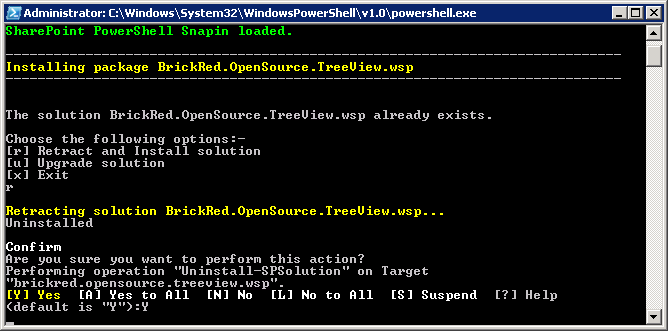 Administrator: C:\Windows\System32\WindowsPowerShell\v1.0\powershell.exe
SharePoint PowerShell Snapin loaded.
--------------------------------------------------------------------------------
Installing package BrickRed.OpenSource.TreeView.wsp
--------------------------------------------------------------------------------
The solution BrickRed.OpenSource.TreeView.wsp already exists.
Choose the following options:-
[r] Retract and Install solution
[u] Upgrade solution
[x] Exit
r
Retracting solution BrickRed.OpenSource.TreeView.wsp...
Uninstalled
Confirm
Are you sure you want to perform this action?
Performing operation "Uninstall-SPSolution" on Target
"brickred.opensource.treeview.wsp".
[Y] Yes  [A] Yes to All  [N] No  [L] No to All  [S] Suspend  [?] Help
(default is "Y"):Y